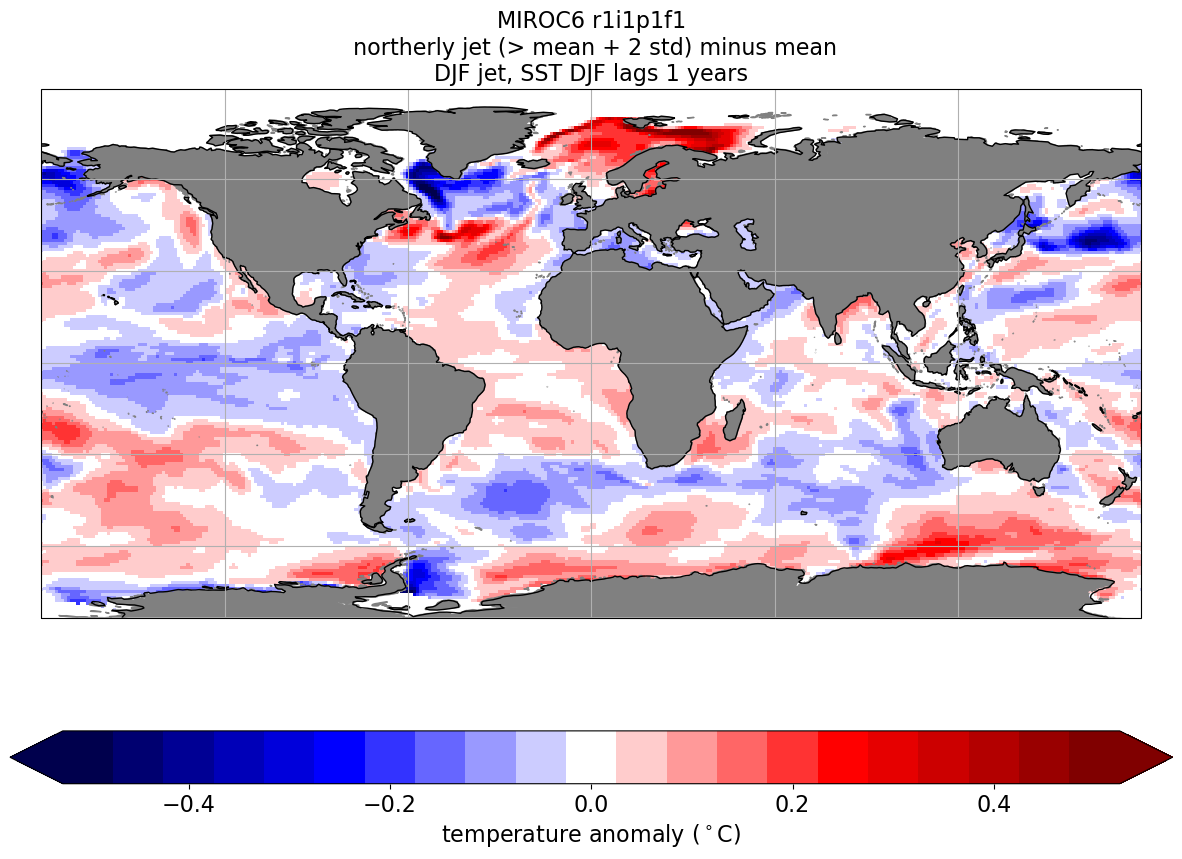 MIROC6 r1i1p1f1
northerly jet (> mean + 2 std) minus mean
DJF jet, SST DJF lags 1 years
−0.4 −0.2 0.0 0.2 0.4
temperature anomaly (°C)